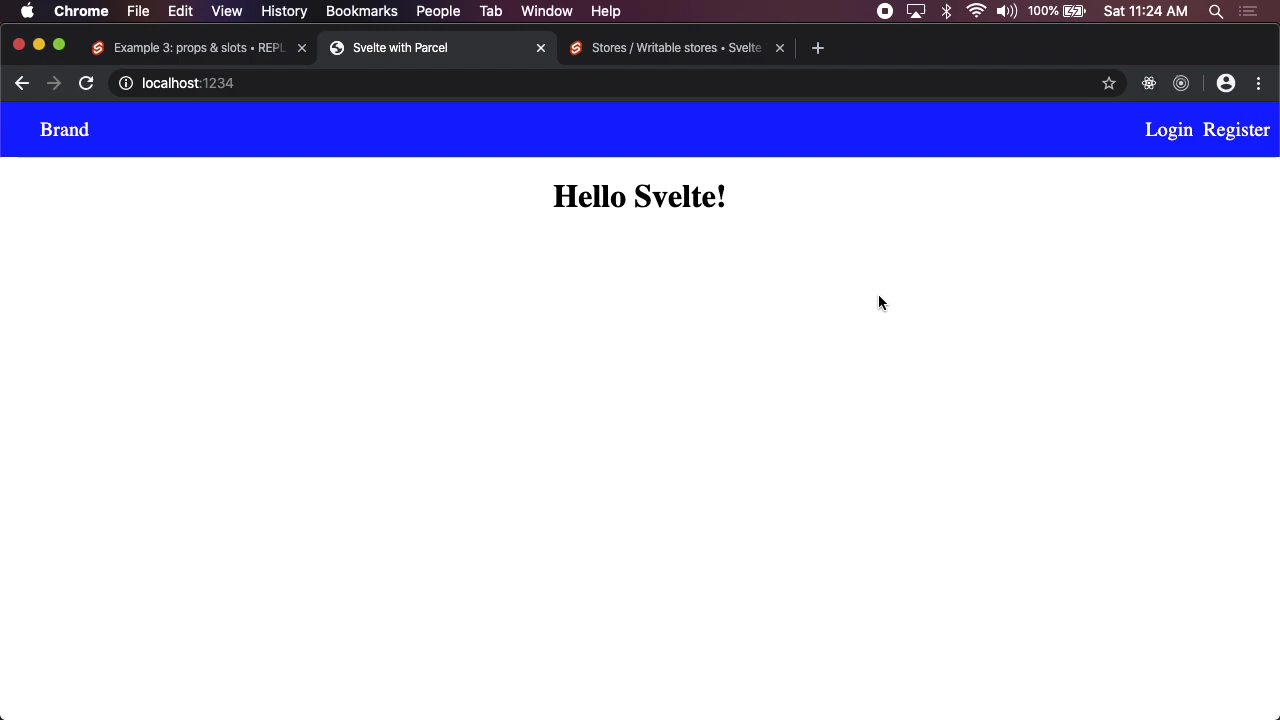 Chrome File Edit View History Bookmarks People Tab Window Help 100% Sat 11:24 AM
Example 3: props & slots • REPL Svelte with Parcel Stores / Writable stores • Svelte
localhost:1234
Brand Login Register
Hello Svelte!